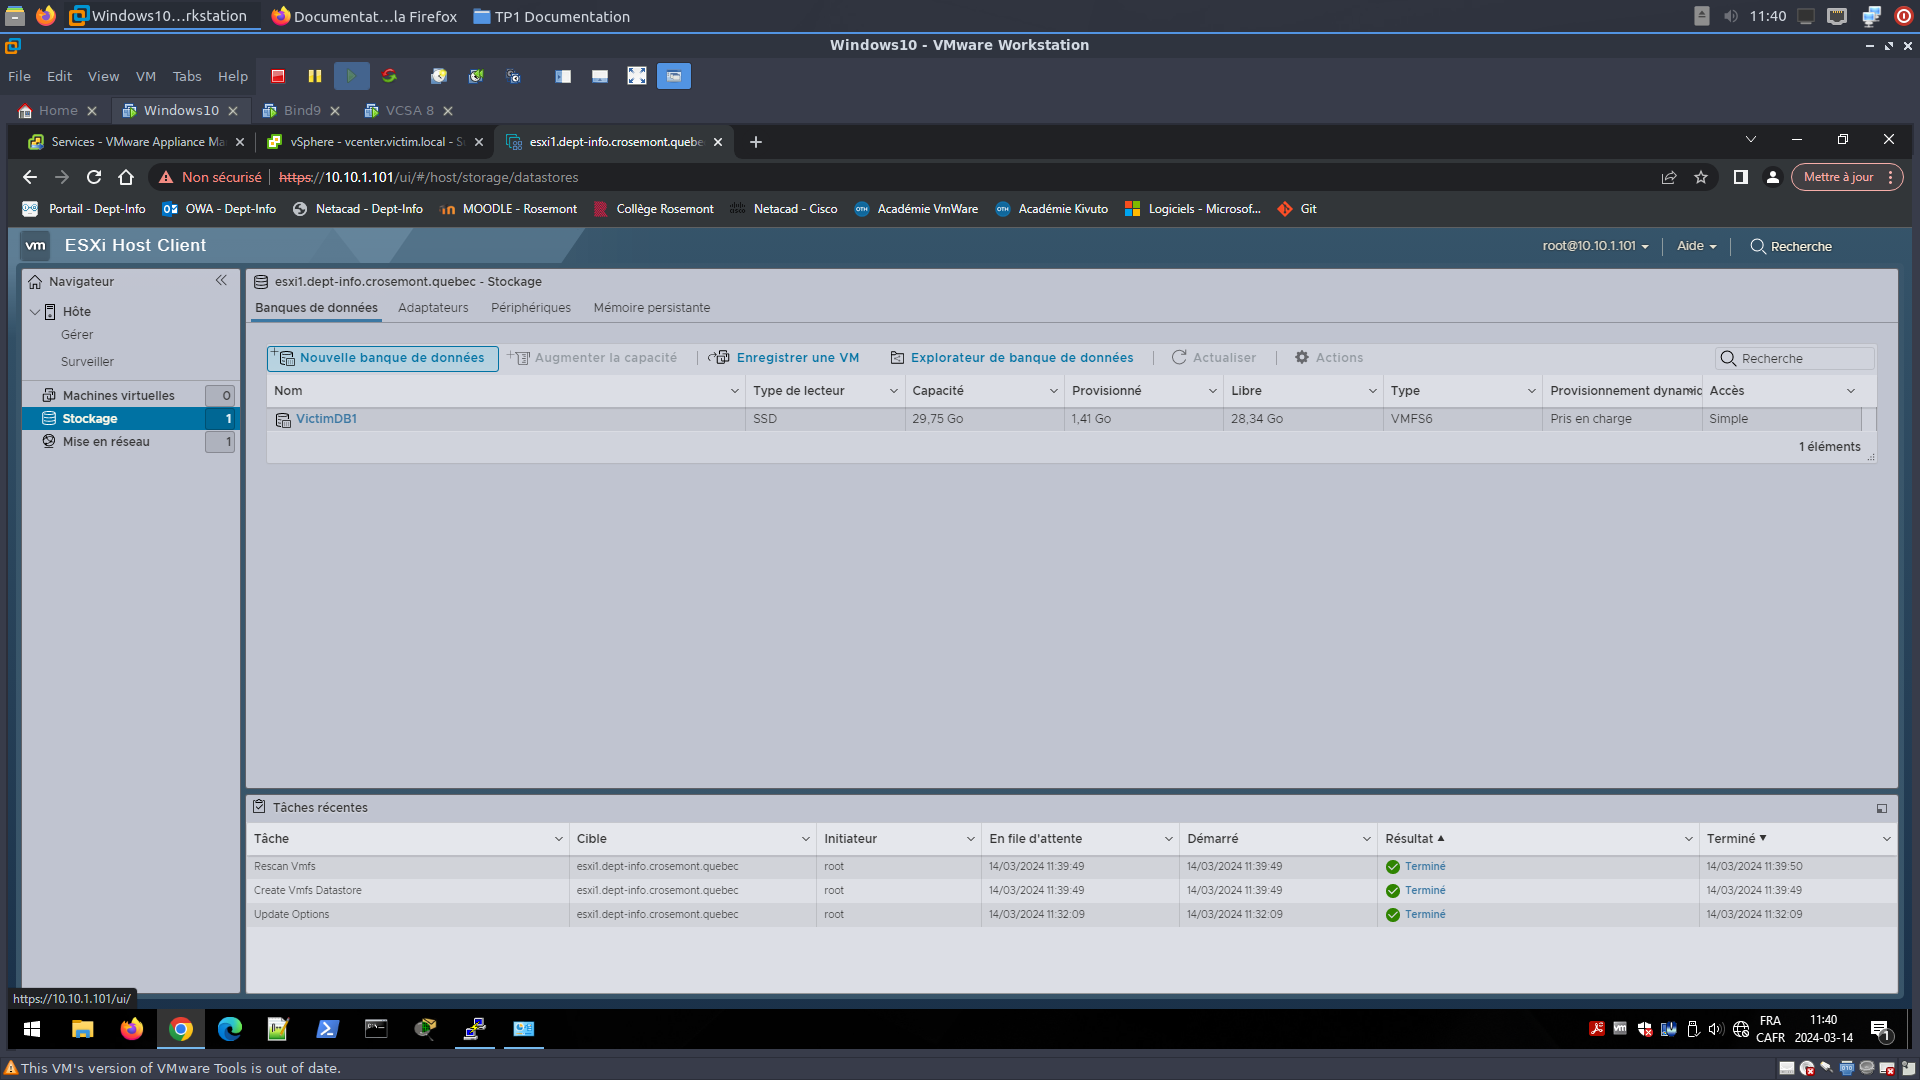 Windows10...rkstation
Documentat...la Firefox
TP1 Documentation
11:40
Windows10 - VMware Workstation
File Edit View VM Tabs Help
Home
Windows10
Bind9
VCSA 8
Services - VMware Appliance Ma
vSphere - vcenter.victim.local - S
esxi1.dept-info.crosemont.quebe
Non sécurisé
https://10.10.1.101/ui/#/host/storage/datastores
Mettre à jour
Portail - Dept-Info
OWA - Dept-Info
Netacad - Dept-Info
MOODLE - Rosemont
Collège Rosemont
Netacad - Cisco
Académie VmWare
Académie Kivuto
Logiciels - Microsof...
Git
vm ESXi Host Client
root@10.10.1.101
Aide
Recherche
Navigateur
Hôte
Gérer
Surveiller
Machines virtuelles 0
Stockage 1
Mise en réseau 1
esxi1.dept-info.crosemont.quebec - Stockage
Banques de données Adaptateurs Périphériques Mémoire persistante
Nouvelle banque de données Augmenter la capacité Enregistrer une VM Explorateur de banque de données Actualiser Actions Recherche
Nom Type de lecteur Capacité Provisionné Libre Type Provisionnement dynamic Accès
VictimDB1 SSD 29,75 Go 1,41 Go 28,34 Go VMFS6 Pris en charge Simple
1 éléments
Tâches récentes
Tâche Cible Initiateur En file d'attente Démarré Résultat Terminé
Rescan Vmfs esxi1.dept-info.crosemont.quebec root 14/03/2024 11:39:49 14/03/2024 11:39:49 Terminé 14/03/2024 11:39:50
Create Vmfs Datastore esxi1.dept-info.crosemont.quebec root 14/03/2024 11:39:49 14/03/2024 11:39:49 Terminé 14/03/2024 11:39:49
Update Options esxi1.dept-info.crosemont.quebec root 14/03/2024 11:32:09 14/03/2024 11:32:09 Terminé 14/03/2024 11:32:09
https://10.10.1.101/ui/
FRA
CAFR
11:40
2024-03-14
1
This VM's version of VMware Tools is out of date.